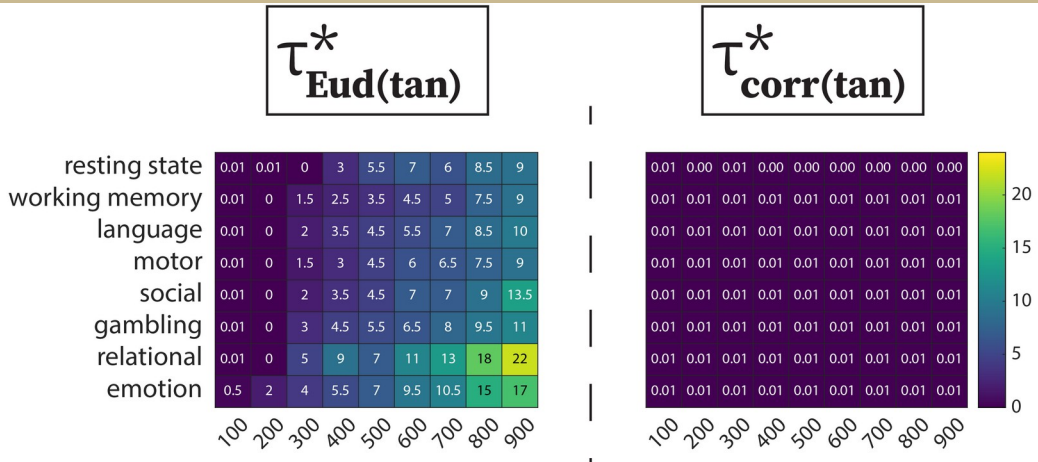 τ*Eud(tan)
τ*corr(tan)
resting state 0.01 0.01 0 3 5.5 7 6 8.5 9
working memory 0.01 0 1.5 2.5 3.5 4.5 5 7.5 9
language 0.01 0 2 3.5 4.5 5.5 7 8.5 10
motor 0.01 0 1.5 3 4.5 6 6.5 7.5 9
social 0.01 0 2 3.5 4.5 7 7 9 13.5
gambling 0.01 0 3 4.5 5.5 6.5 8 9.5 11
relational 0.01 0 5 9 7 11 13 18 22
emotion 0.5 2 4 5.5 7 9.5 10.5 15 17
100 200 300 400 500 600 700 800 900
0.01 0.00 0.01 0.00 0.00 0.00 0.00 0.00 0.00
0.01 0.01 0.01 0.01 0.01 0.01 0.01 0.01 0.01
0.01 0.01 0.01 0.01 0.01 0.01 0.01 0.01 0.01
0.01 0.01 0.01 0.01 0.01 0.01 0.01 0.01 0.01
0.01 0.01 0.01 0.01 0.01 0.01 0.01 0.01 0.01
0.01 0.01 0.01 0.01 0.01 0.01 0.01 0.01 0.01
0.01 0.01 0.01 0.01 0.01 0.01 0.01 0.01 0.01
0.01 0.01 0.01 0.01 0.01 0.01 0.01 0.01 0.01
100 200 300 400 500 600 700 800 900
20
15
10
5
0